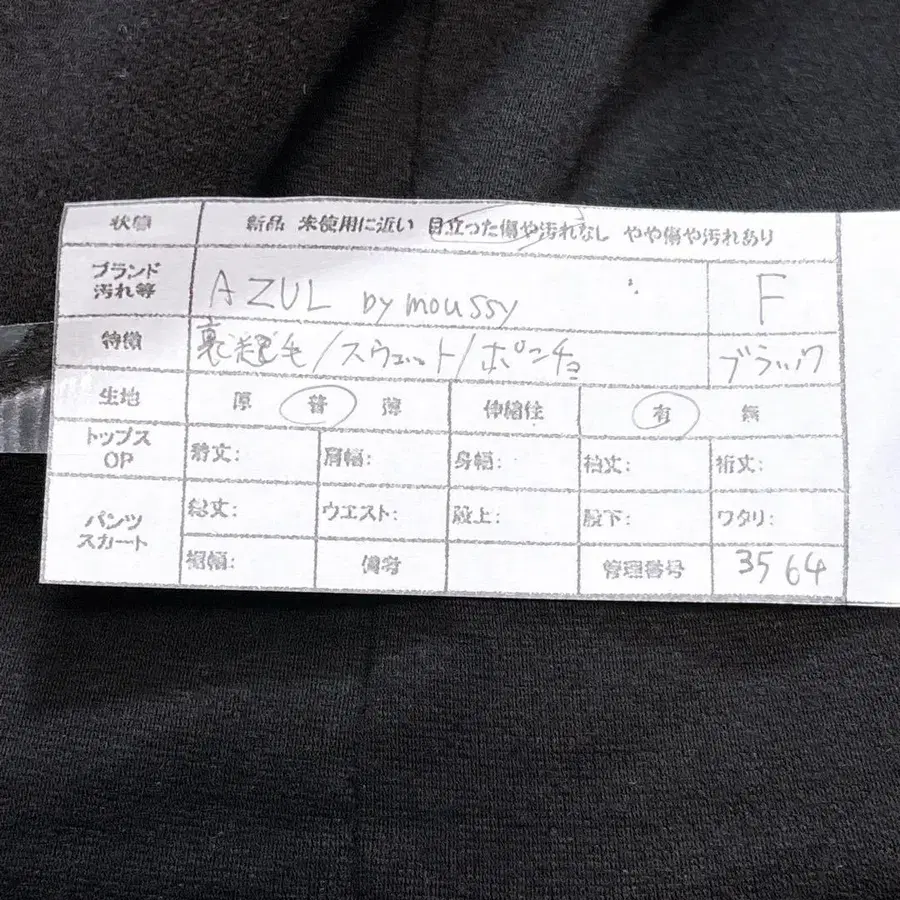 状態 新品 未使用に近い 目立った傷や汚れなし やや傷や汚れあり
ブランド
汚れ等 AZUL by moussy F
特徴 裏起毛/スウェット/ポンチョ ブラック
生地 厚 普 薄 伸縮性 有 無
トップス
OP 着丈: 肩幅: 身幅: 袖丈: 裄丈:
パンツ
スカート 総丈: ウエスト: 股上: 股下: ワタリ:
裾幅: 備考 管理番号 3564